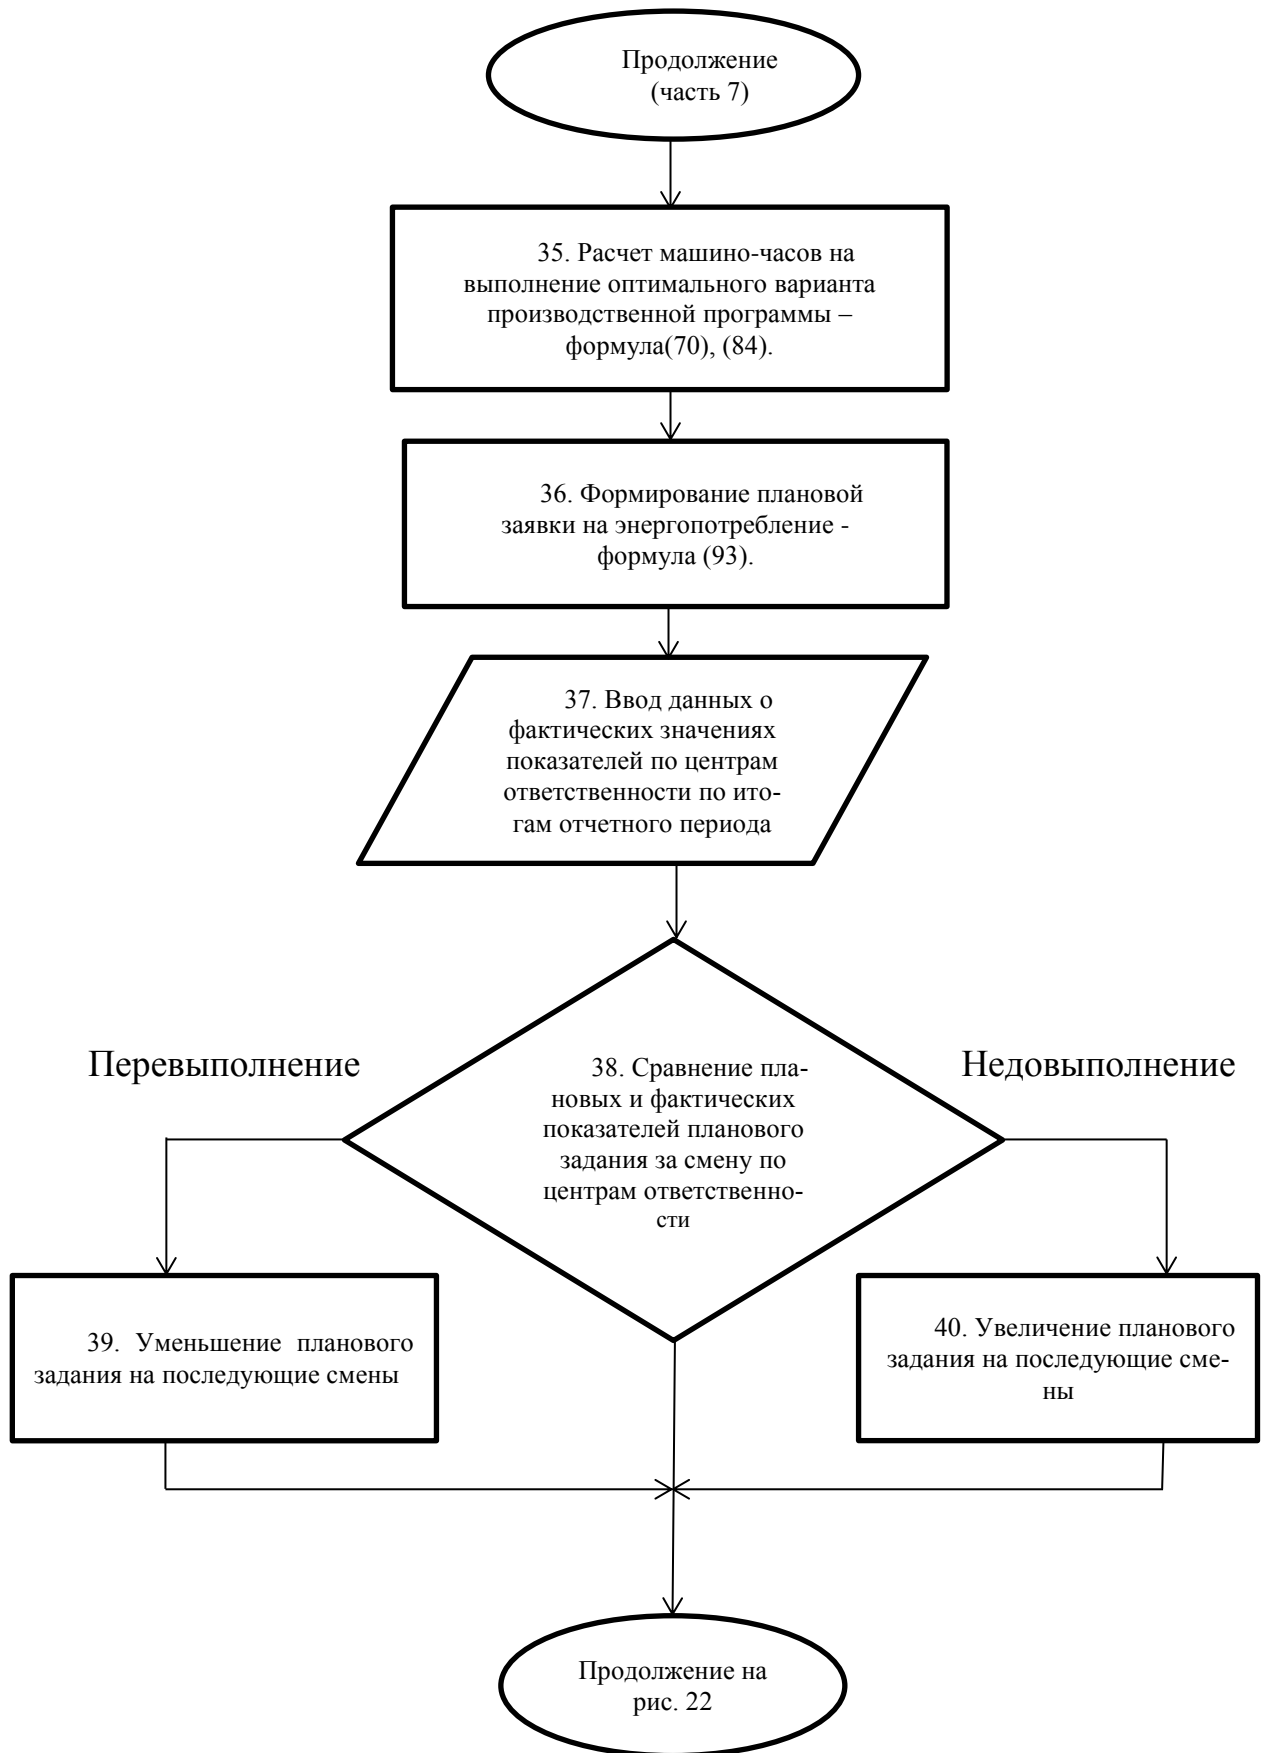 Продолжение
(часть 7)
35. Расчет машино-часов на
выполнение оптимального варианта
производственной программы –
формула(70), (84).
36. Формирование плановой
заявки на энергопотребление -
формула (93).
37. Ввод данных о
фактических значениях
показателей по центрам
ответственности по ито-
гам отчетного периода
Перевыполнение
Недовыполнение
38. Сравнение пла-
новых и фактических
показателей планового
задания за смену по
центрам ответственно-
сти
39. Уменьшение планового
задания на последующие смены
40. Увеличение планового
задания на последующие сме-
ны
Продолжение на
рис. 22